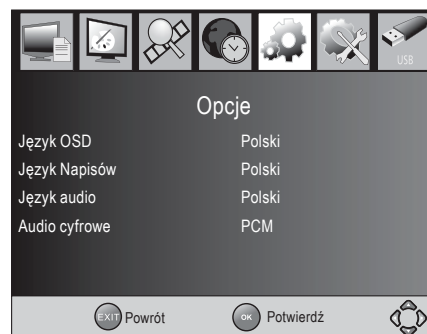 USB
Opcje
Język OSD Polski
Język Napisów Polski
Język audio Polski
Audio cyfrowe PCM
EXIT Powrót OK Potwierdź